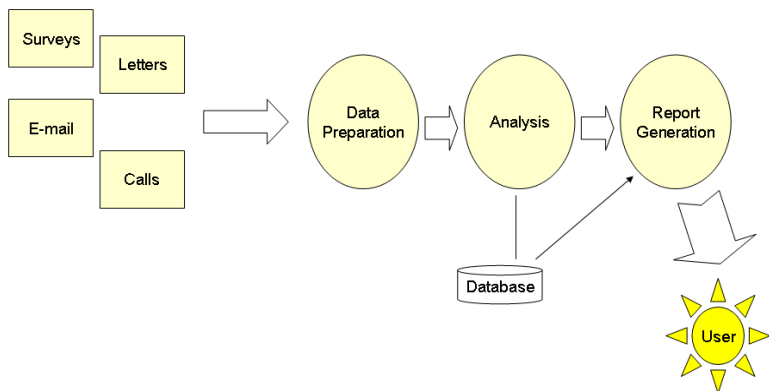 Surveys
Letters
E-mail
Calls
Data
Preparation
Analysis
Report
Generation
Database
User